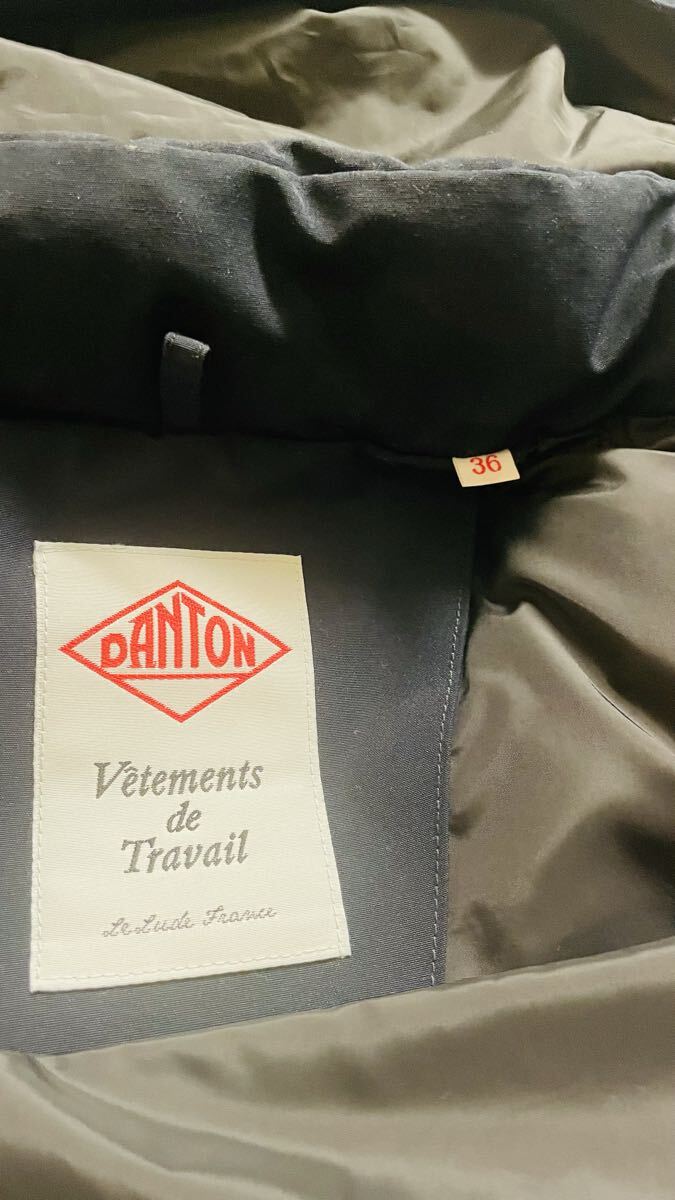 36
DANTON
Vêtements
de
Travail
Le Lude France